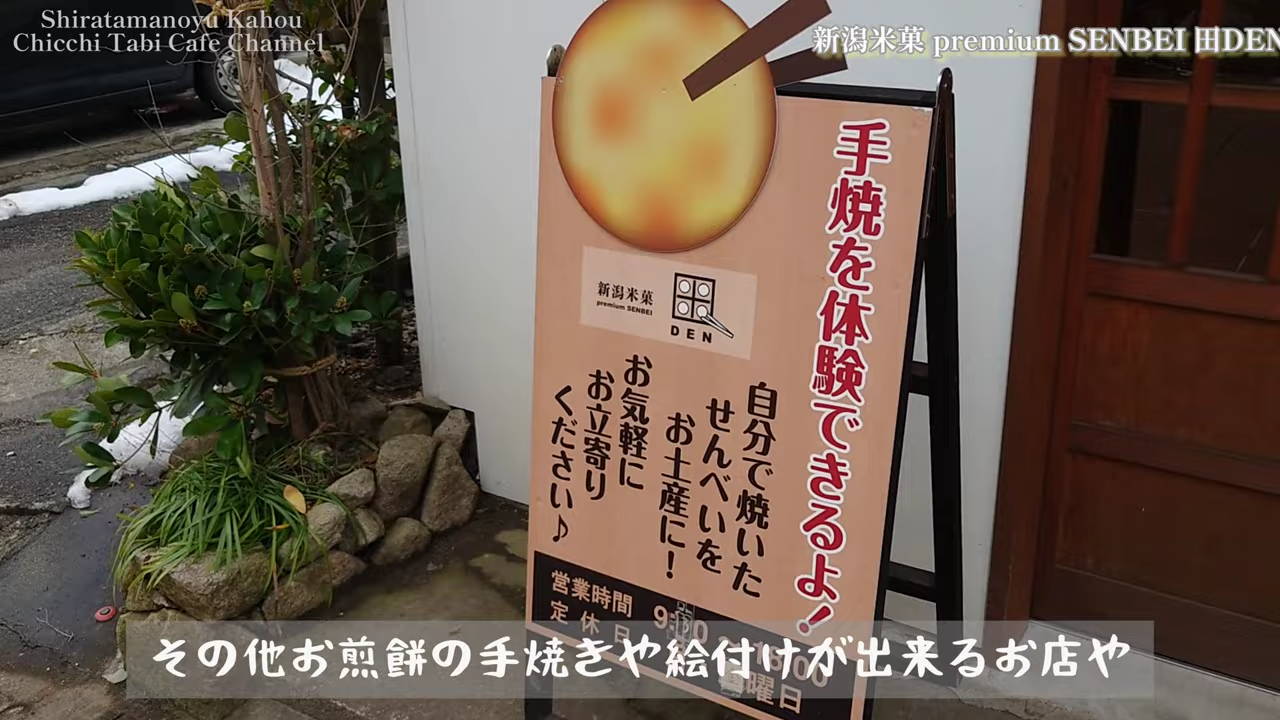 Shiratamanoyu Kahou
Chicchi Tabi Cafe Channel
新潟米菓 premium SENBEI 田DEN
手焼を体験できるよ!
新潟米菓
premium SENBEI
DEN
自分で焼いた
せんべいを
お土産に!
お気軽に
お立寄り
ください♪
営業時間
定休日
曜日
その他お煎餅の手焼きや絵付けが出来るお店や